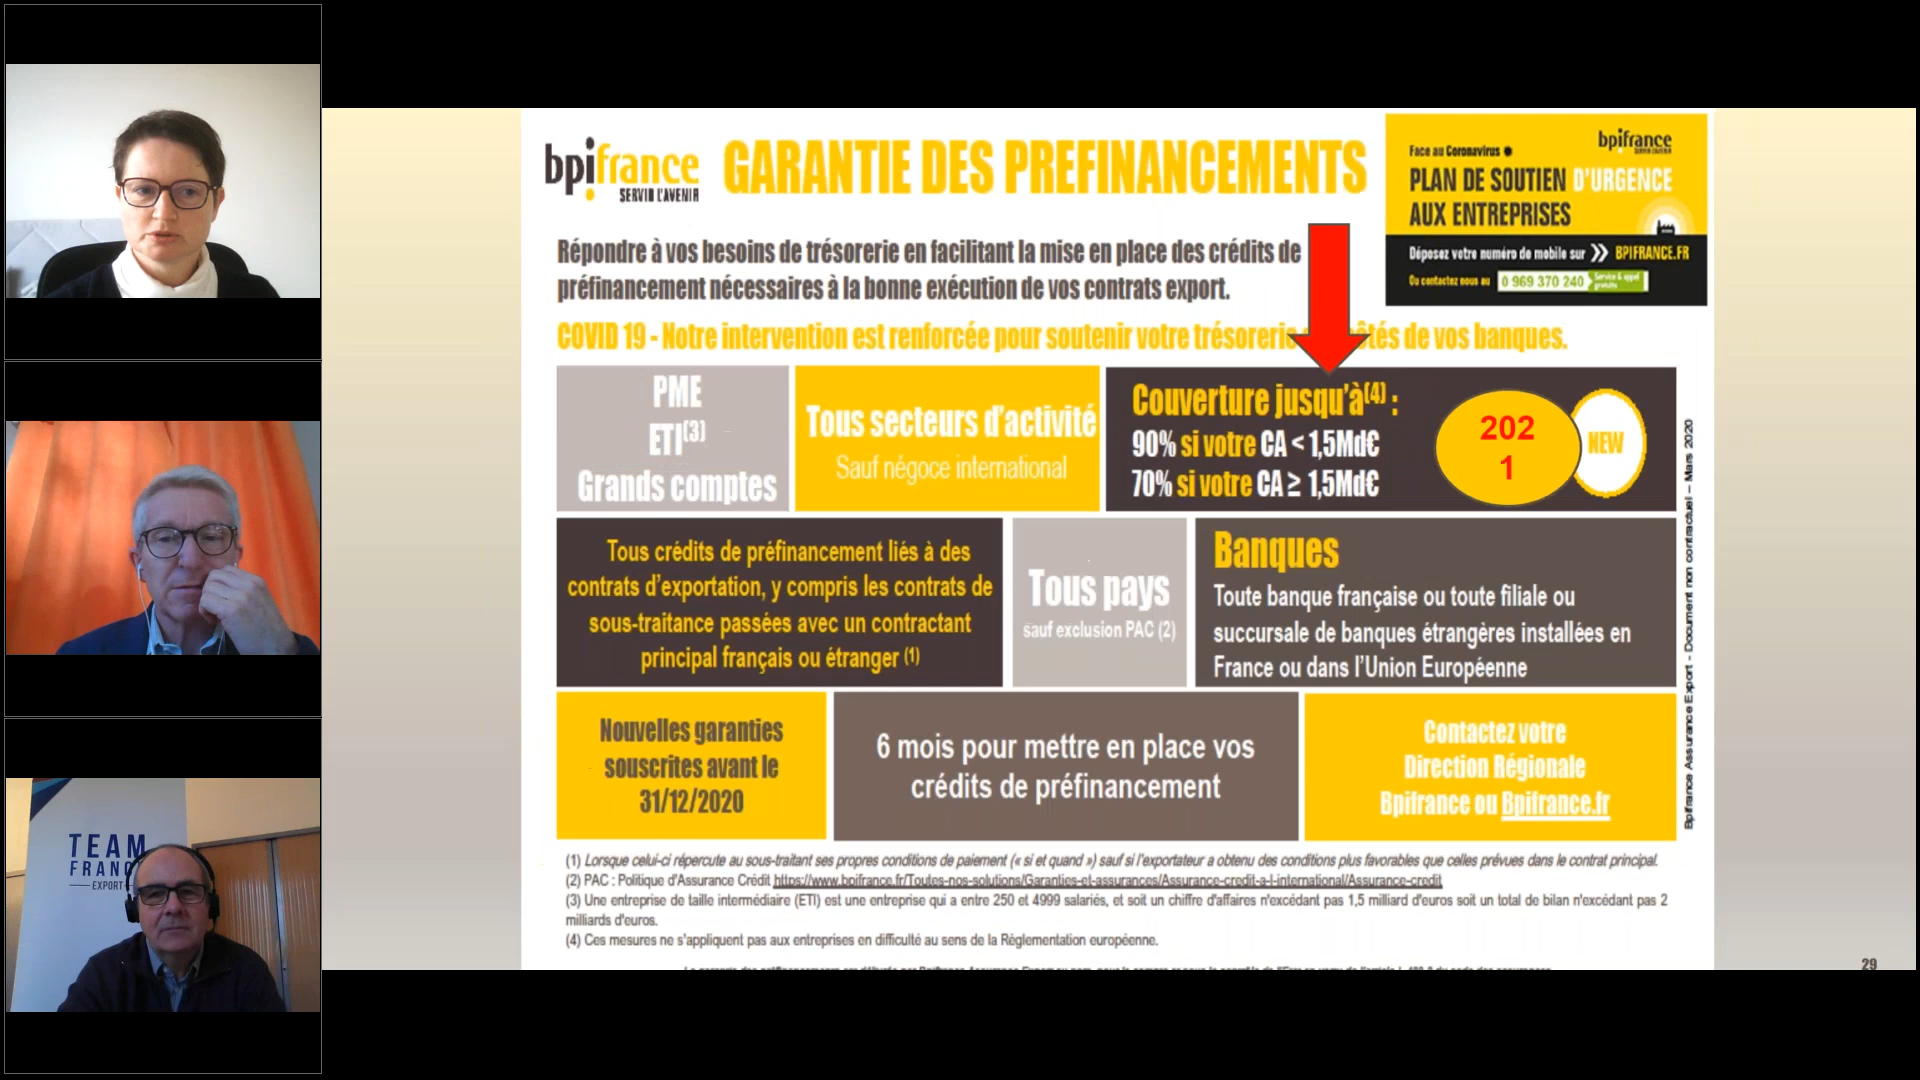 TEAM
FRANCE
EXPORT
bpifrance
SERVIR L'AVENIR
GARANTIE DES PREFINANCEMENTS
Face au Coronavirus
bpifrance
SERVIR L'AVENIR
PLAN DE SOUTIEN D'URGENCE
AUX ENTREPRISES
Déposez votre numéro de mobile sur BPIFRANCE.FR
Ou contactez nous au 0 969 370 240 Service & appel
gratuits
Répondre à vos besoins de trésorerie en facilitant la mise en place des crédits de
préfinancement nécessaires à la bonne exécution de vos contrats export.
COVID 19 - Notre intervention est renforcée pour soutenir votre trésorerie côtés de vos banques.
PME
ETI(3)
Grands comptes
Tous secteurs d'activité
Sauf négoce international
Couverture jusqu'à(4) :
90% si votre CA < 1,5Md€
70% si votre CA ≥ 1,5Md€
202
1
NEW
Tous crédits de préfinancement liés à des
contrats d'exportation, y compris les contrats de
sous-traitance passées avec un contractant
principal français ou étranger (1)
Tous pays
sauf exclusion PAC (2)
Banques
Toute banque française ou toute filiale ou
succursale de banques étrangères installées en
France ou dans l'Union Européenne
Nouvelles garanties
souscrites avant le
31/12/2020
6 mois pour mettre en place vos
crédits de préfinancement
Contactez votre
Direction Régionale
Bpifrance ou Bpifrance.fr
Bpifrance Assurance Export - Document non contractuel – Mars 2020
(1) Lorsque celui-ci répercute au sous-traitant ses propres conditions de paiement (« si et quand ») sauf si l'exportateur a obtenu des conditions plus favorables que celles prévues dans le contrat principal.
(2) PAC : Politique d'Assurance Crédit https://www.bpifrance.fr/Toutes-nos-solutions/Garanties-et-assurances/Assurance-credit-a-l-international/Assurance-credit
(3) Une entreprise de taille intermédiaire (ETI) est une entreprise qui a entre 250 et 4999 salariés, et soit un chiffre d'affaires n'excédant pas 1,5 milliard d'euros soit un total de bilan n'excédant pas 2
milliards d'euros.
(4) Ces mesures ne s'appliquent pas aux entreprises en difficulté au sens de la Règlementation européenne.
29